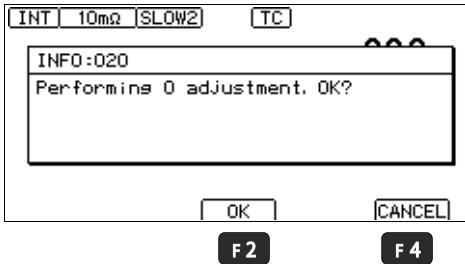 INT 10mΩ SLOW2 TC
INFO:020
Performing 0 adjustment. OK?
OK CANCEL
F2 F4